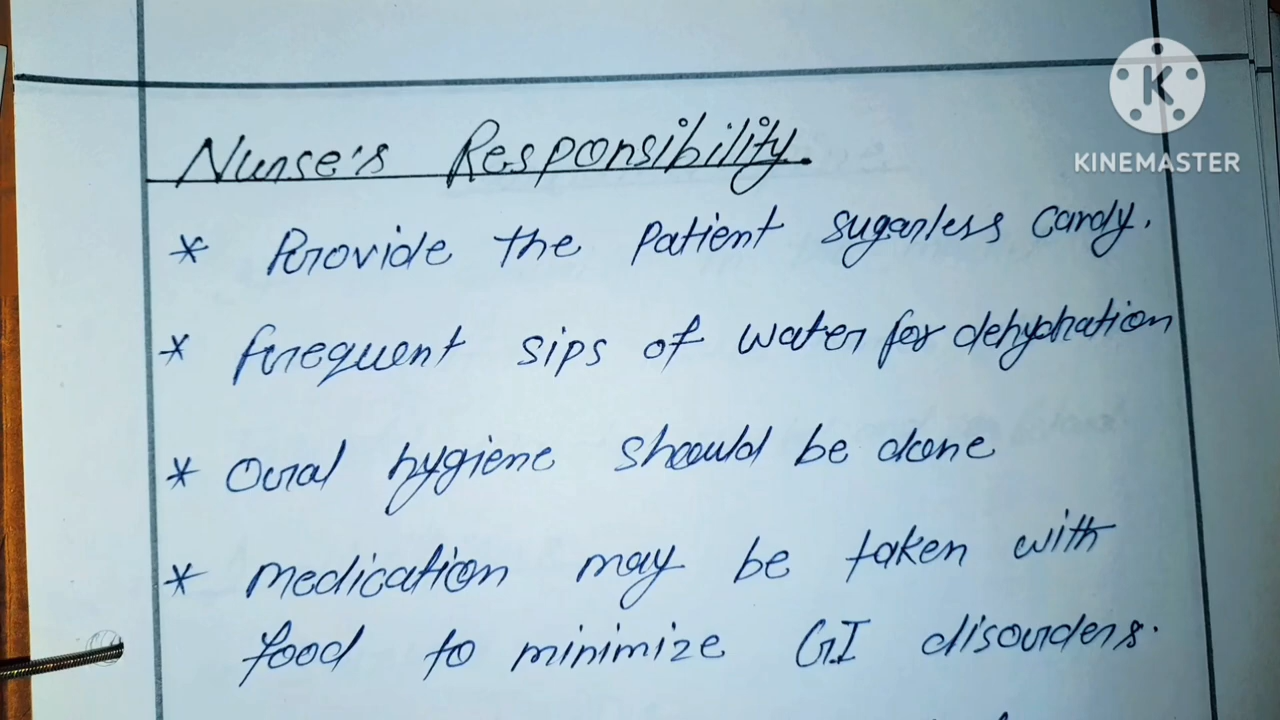 K
KINEMASTER
Nurse's Responsibility.
* Provide the Patient sugarless candy.
* frequent sips of water for dehydration
* Oral hygiene should be done
* medication may be taken with
food to minimize GI disorders.